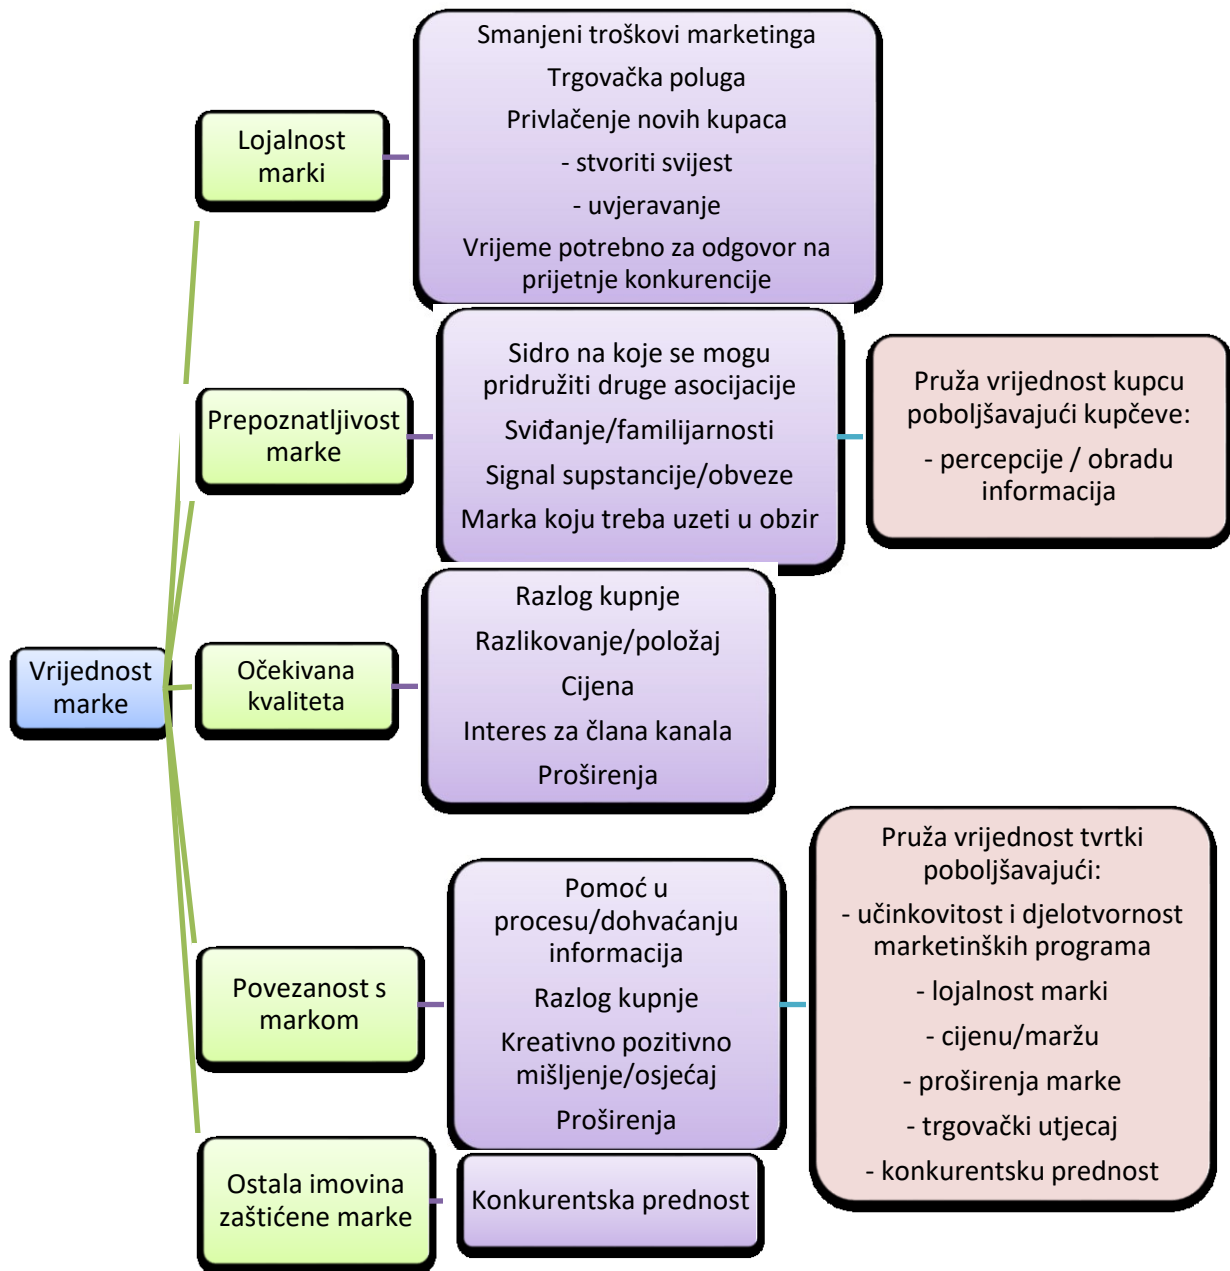 Vrijednost
marke
Lojalnost
marki
Smanjeni troškovi marketinga
Trgovačka poluga
Privlačenje novih kupaca
- stvoriti svijest
- uvjeravanje
Vrijeme potrebno za odgovor na
prijetnje konkurencije
Prepoznatljivost
marke
Sidro na koje se mogu
pridružiti druge asocijacije
Sviđanje/familijarnosti
Signal supstancije/obveze
Marka koju treba uzeti u obzir
Pruža vrijednost kupcu
poboljšavajući kupčeve:
- percepcije / obradu
informacija
Očekivana
kvaliteta
Razlog kupnje
Razlikovanje/položaj
Cijena
Interes za člana kanala
Proširenja
Povezanost s
markom
Pomoć u
procesu/dohvaćanju
informacija
Razlog kupnje
Kreativno pozitivno
mišljenje/osjećaj
Proširenja
Pruža vrijednost tvrtki
poboljšavajući:
- učinkovitost i djelotvornost
marketinških programa
- lojalnost marki
- cijenu/maržu
- proširenja marke
- trgovački utjecaj
- konkurentsku prednost
Ostala imovina
zaštićene marke
Konkurentska prednost